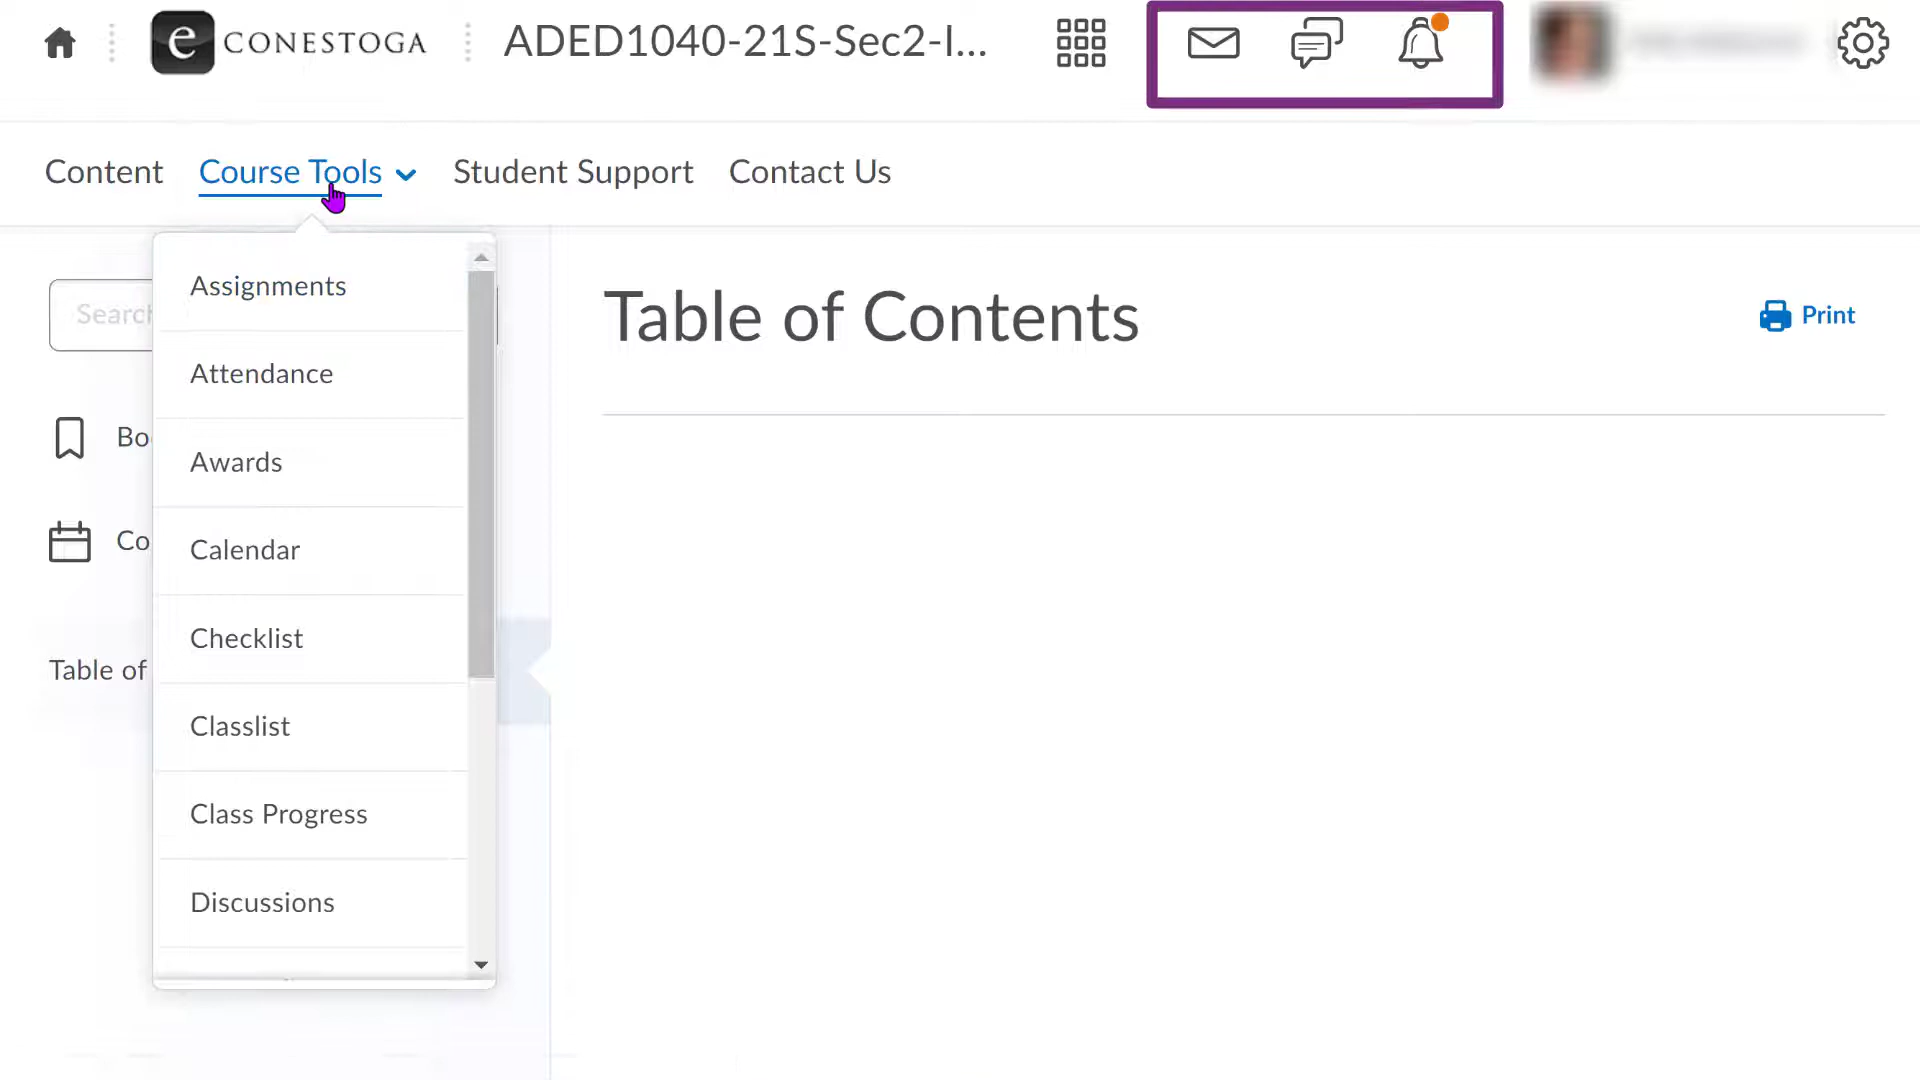 e CONESTOGA
ADED1040-21S-Sec2-I...
Content Course Tools Student Support Contact Us
Search
Bo
Co
Table of
Assignments
Attendance
Awards
Calendar
Checklist
Classlist
Class Progress
Discussions
Table of Contents
Print